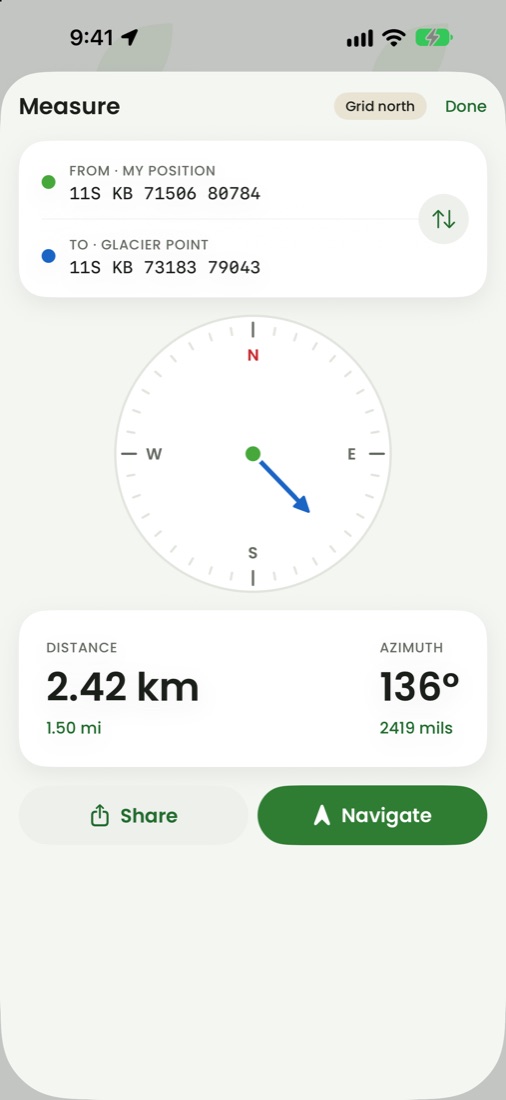 9:41
Measure
Grid north
Done
FROM · MY POSITION
11S KB 71506 80784
TO · GLACIER POINT
11S KB 73183 79043
N
W
E
S
DISTANCE
2.42 km
1.50 mi
AZIMUTH
136°
2419 mils
Share
Navigate